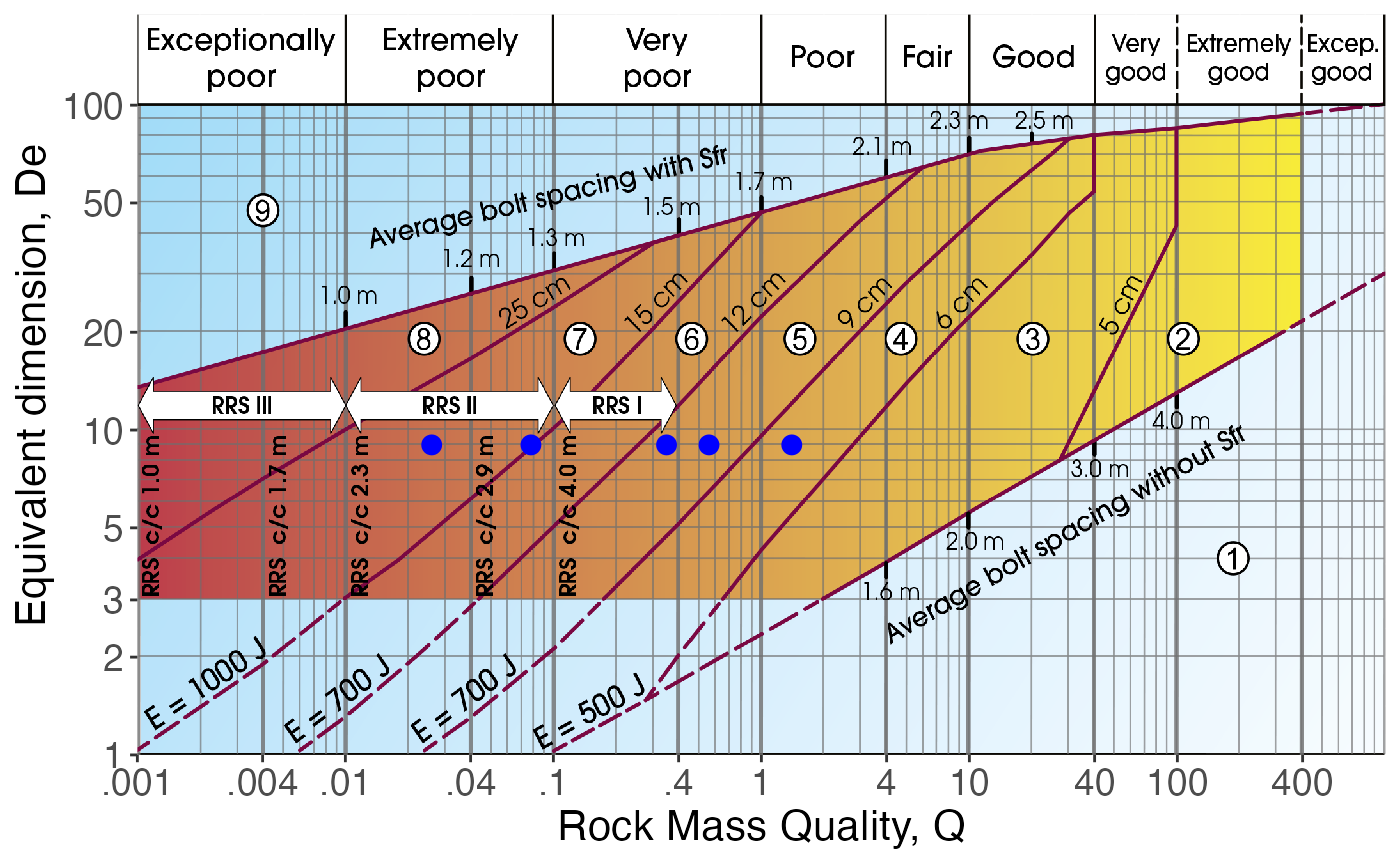 Exceptionally
poor
Extremely
poor
Very
poor
Poor
Fair
Good
Very
good
Extremely
good
Excep.
good
Equivalent dimension, De
100
50
20
10
5
3
2
1
Average bolt spacing with Sfr
1.0 m
1.2 m
1.3 m
1.5 m
1.7 m
2.1 m
2.3 m
2.5 m
9
8
7
6
5
4
3
2
1
25 cm
15 cm
12 cm
9 cm
6 cm
5 cm
RRS III
RRS II
RRS I
RRS c/c 1.0 m
RRS c/c 1.7 m
RRS c/c 2.3 m
RRS c/c 2.9 m
RRS c/c 4.0 m
4.0 m
3.0 m
2.0 m
1.6 m
Average bolt spacing without Sfr
E = 1000 J
E = 700 J
E = 700 J
E = 500 J
.001
.004
.01
.04
.1
.4
1
4
10
40
100
400
Rock Mass Quality, Q